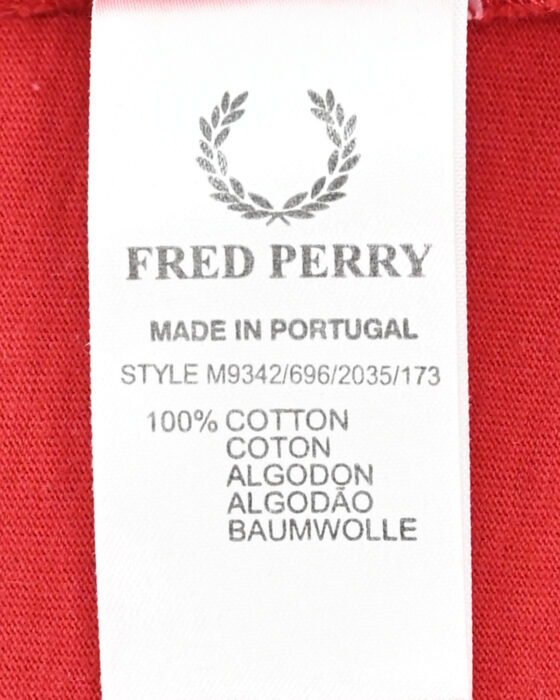 FRED PERRY
MADE IN PORTUGAL
STYLE M9342/696/2035/173
100% COTTON
COTON
ALGODON
ALGODÃO
BAUMWOLLE